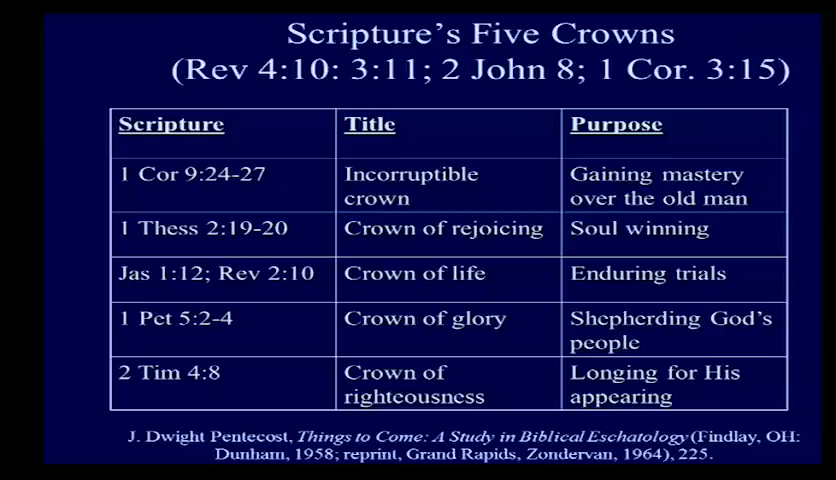 Scripture's Five Crowns
(Rev 4:10: 3:11; 2 John 8; 1 Cor. 3:15)
Scripture Title Purpose
1 Cor 9:24-27 Incorruptible crown Gaining mastery over the old man
1 Thess 2:19-20 Crown of rejoicing Soul winning
Jas 1:12; Rev 2:10 Crown of life Enduring trials
1 Pet 5:2-4 Crown of glory Shepherding God's people
2 Tim 4:8 Crown of righteousness Longing for His appearing
J. Dwight Pentecost, Things to Come: A Study in Biblical Eschatology (Findlay, OH:
Dunham, 1958; reprint, Grand Rapids, Zondervan, 1964), 225.